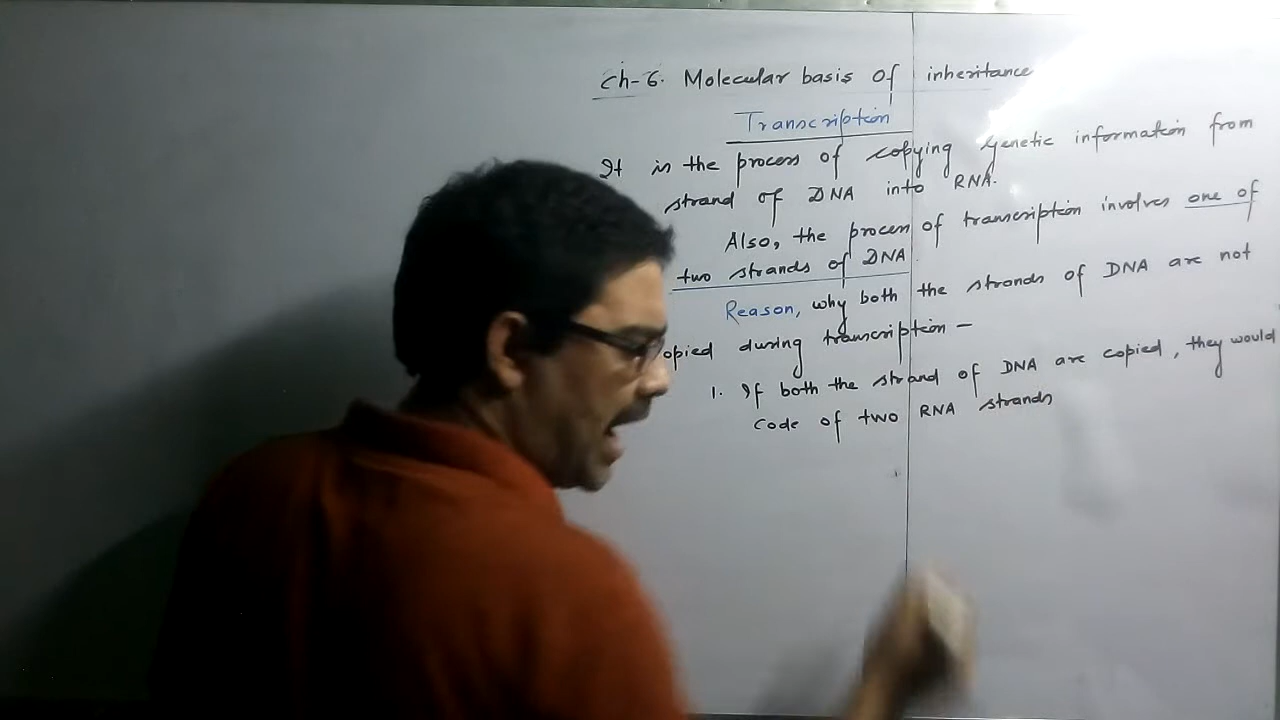 Ch-6. Molecular basis of inheritance
Transcription
It is the process of copying genetic information from
strand of DNA into RNA.
Also, the process of transcription involves one of
two strands of DNA
Reason, why both the strands of DNA are not
opied during transcription -
1. If both the strand of DNA are copied, they would
code of two RNA strands